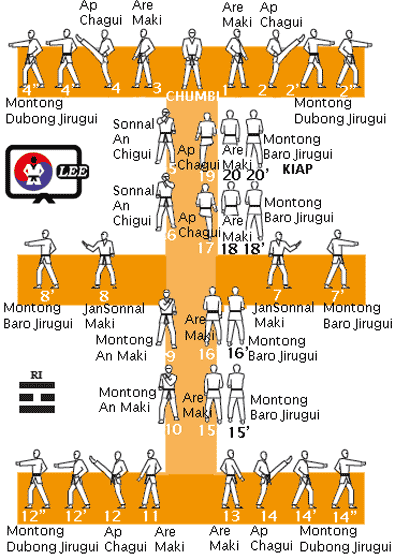 Ap
Chagui
Are
Maki
Are
Maki
Ap
Chagui
4”
4’
4
3
CHUMBI
1
2
2’
2”
Montong
Dubong Jirugui
Montong
Dubong Jirugui
Sonnal
An
Chigui
5
Ap
Chagui
19
Are
Maki
20
20’
Montong
Baro Jirugui
KIAP
LEE
Sonnal
An
Chigui
6
Ap
Chagui
17
Are
Maki
18
18’
Montong
Baro Jirugui
8’
8
7
7’
Montong
Baro Jirugui
JanSonnal
Maki
JanSonnal
Maki
Montong
Baro Jirugui
Montong
An Maki
9
Are
Maki
16
16’
Montong
Baro Jirugui
RI
Montong
An Maki
10
Are
Maki
15
15’
Montong
Baro Jirugui
12”
12’
12
11
13
14
14’
14”
Montong
Dubong Jirugui
Ap
Chagui
Are
Maki
Are
Maki
Ap
Chagui
Montong
Dubong Jirugui